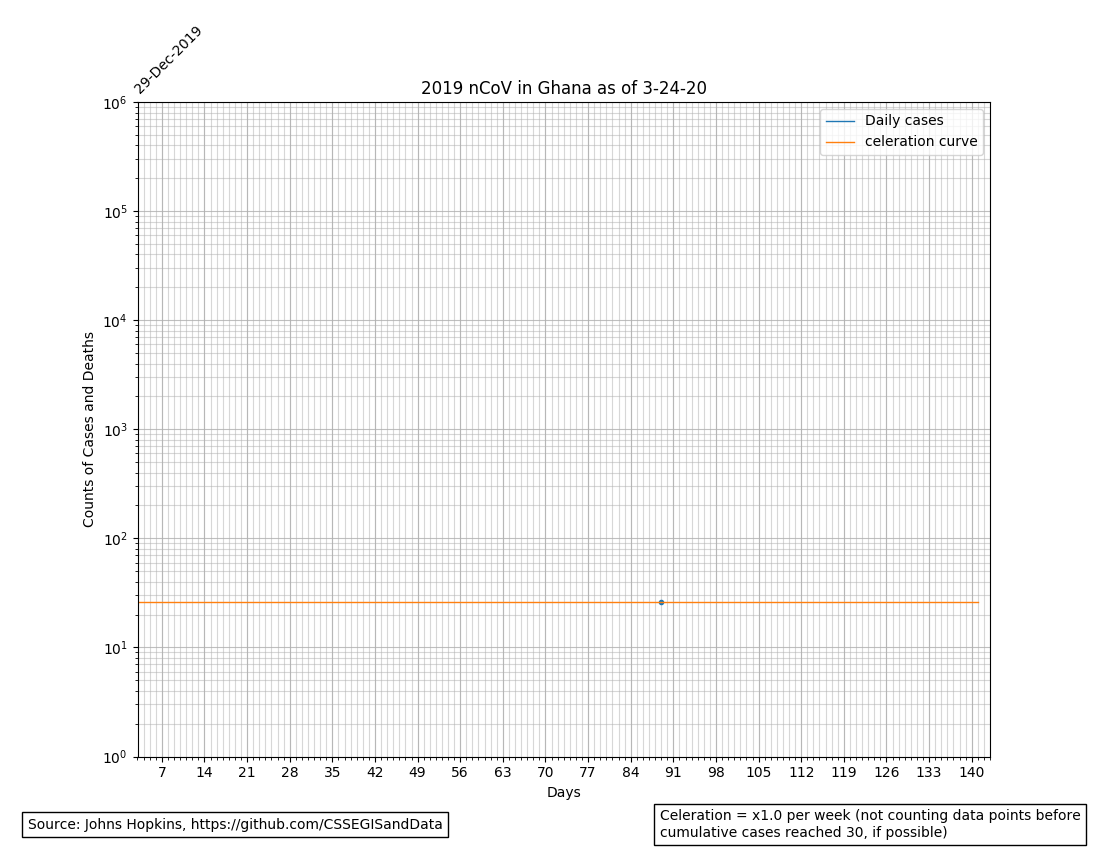 29-Dec-2019
2019 nCoV in Ghana as of 3-24-20
Daily cases
celeration curve
10^6
10^5
10^4
10^3
10^2
10^1
10^0
Counts of Cases and Deaths
7 14 21 28 35 42 49 56 63 70 77 84 91 98 105 112 119 126 133 140
Days
Source: Johns Hopkins, https://github.com/CSSEGISandData
Celeration = x1.0 per week (not counting data points before
cumulative cases reached 30, if possible)